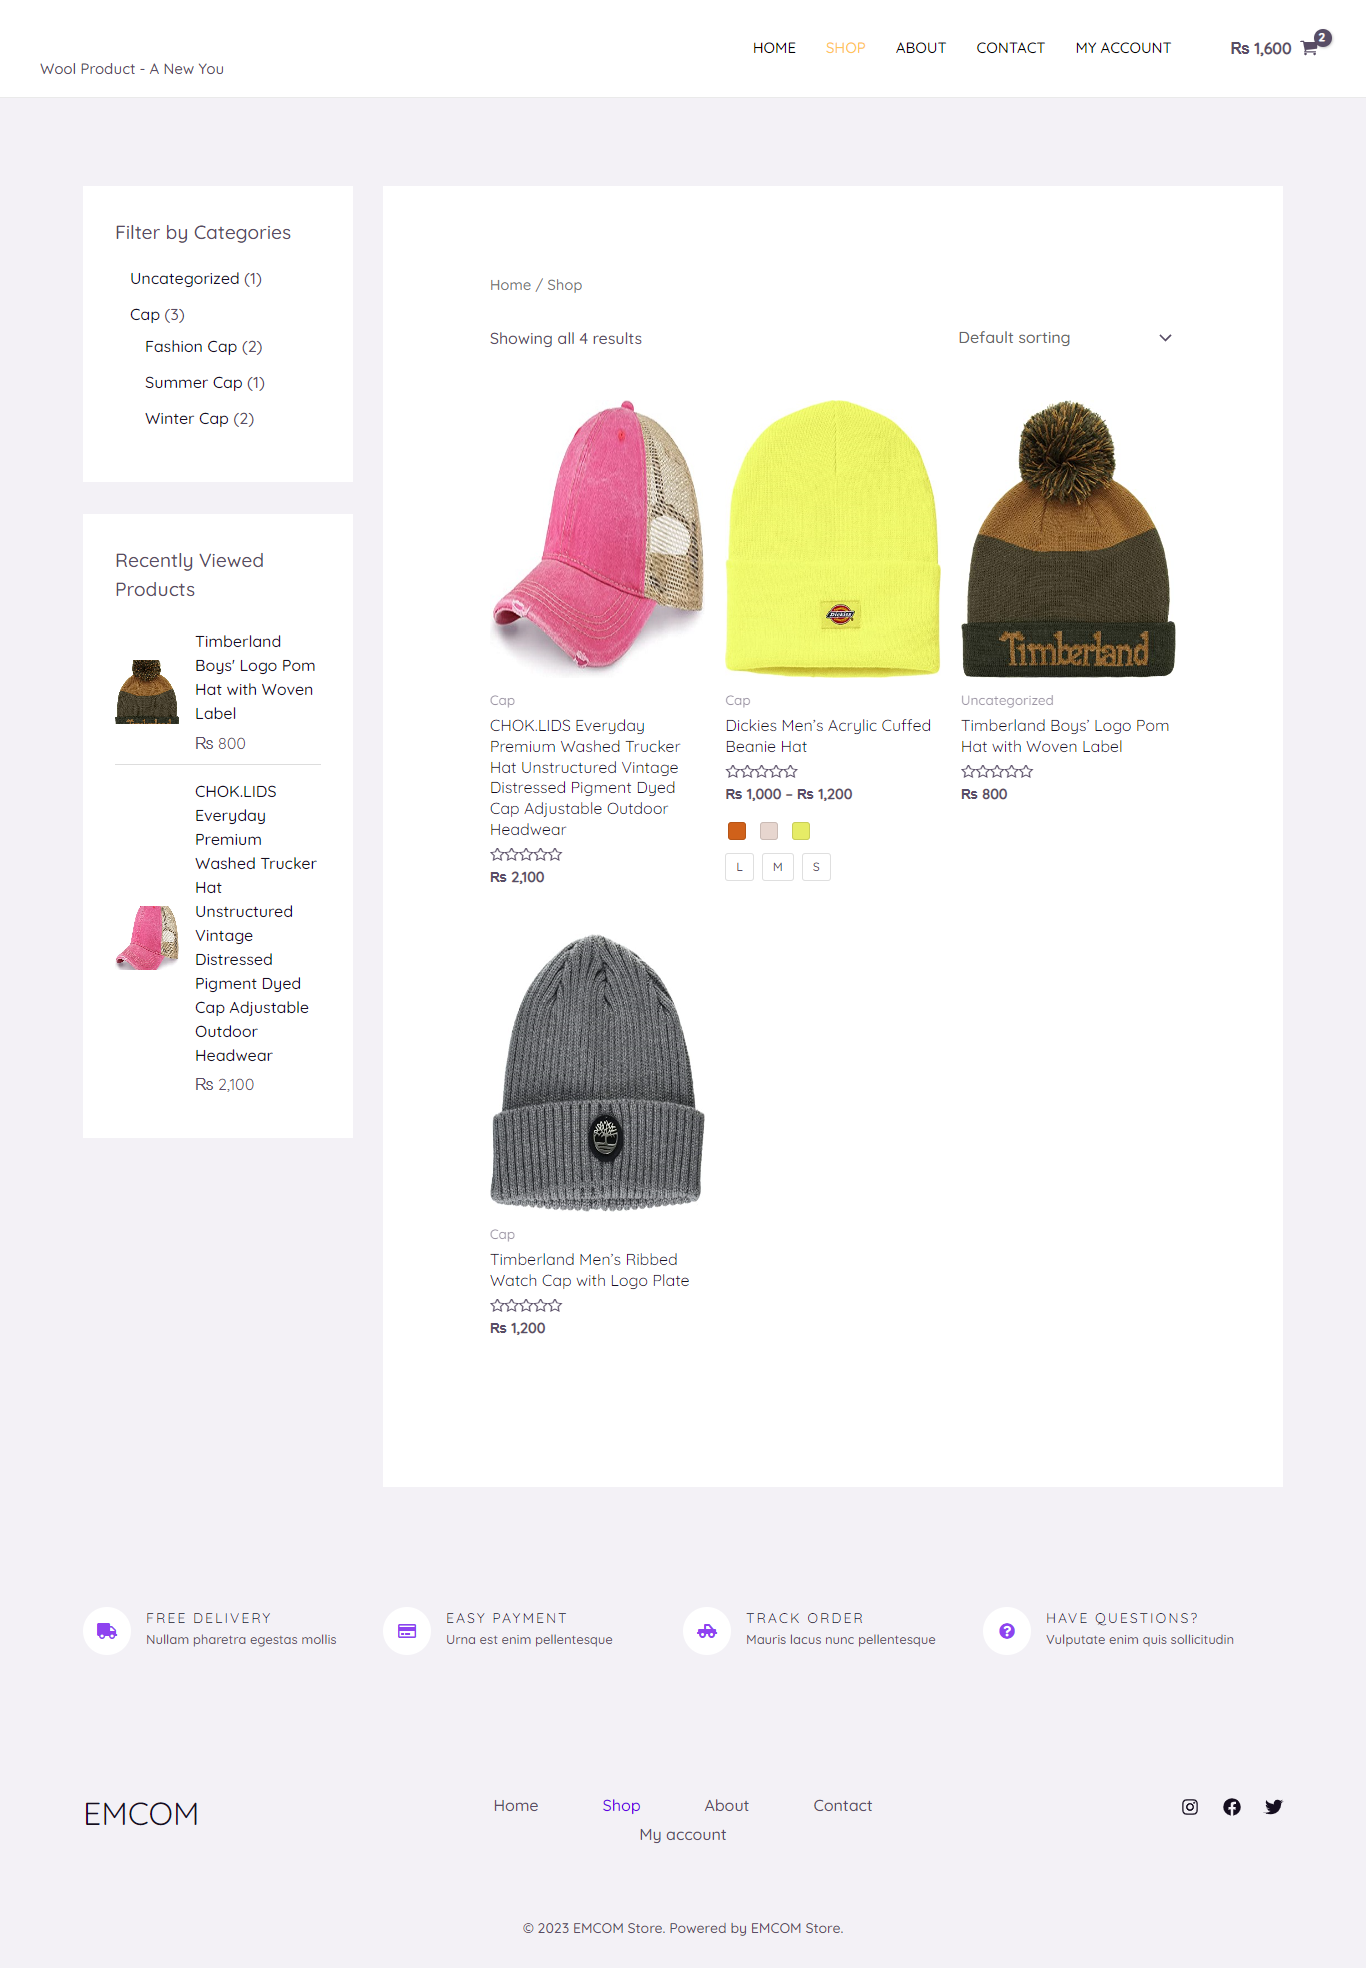 HOME SHOP ABOUT CONTACT MY ACCOUNT
₨ 1,600
2
Wool Product - A New You
Filter by Categories
Uncategorized (1)
Cap (3)
Fashion Cap (2)
Summer Cap (1)
Winter Cap (2)
Recently Viewed
Products
Timberland
Boys' Logo Pom
Hat with Woven
Label
₨ 800
CHOK.LIDS
Everyday
Premium
Washed Trucker
Hat
Unstructured
Vintage
Distressed
Pigment Dyed
Cap Adjustable
Outdoor
Headwear
₨ 2,100
Home / Shop
Showing all 4 results
Default sorting
Cap
CHOK.LIDS Everyday
Premium Washed Trucker
Hat Unstructured Vintage
Distressed Pigment Dyed
Cap Adjustable Outdoor
Headwear
₨ 2,100
Dickies
Cap
Dickies Men’s Acrylic Cuffed
Beanie Hat
₨ 1,000 – ₨ 1,200
L M S
Timberland
Uncategorized
Timberland Boys’ Logo Pom
Hat with Woven Label
₨ 800
Cap
Timberland Men’s Ribbed
Watch Cap with Logo Plate
₨ 1,200
FREE DELIVERY
Nullam pharetra egestas mollis
EASY PAYMENT
Urna est enim pellentesque
TRACK ORDER
Mauris lacus nunc pellentesque
HAVE QUESTIONS?
Vulputate enim quis sollicitudin
EMCOM
Home Shop About Contact
My account
© 2023 EMCOM Store. Powered by EMCOM Store.